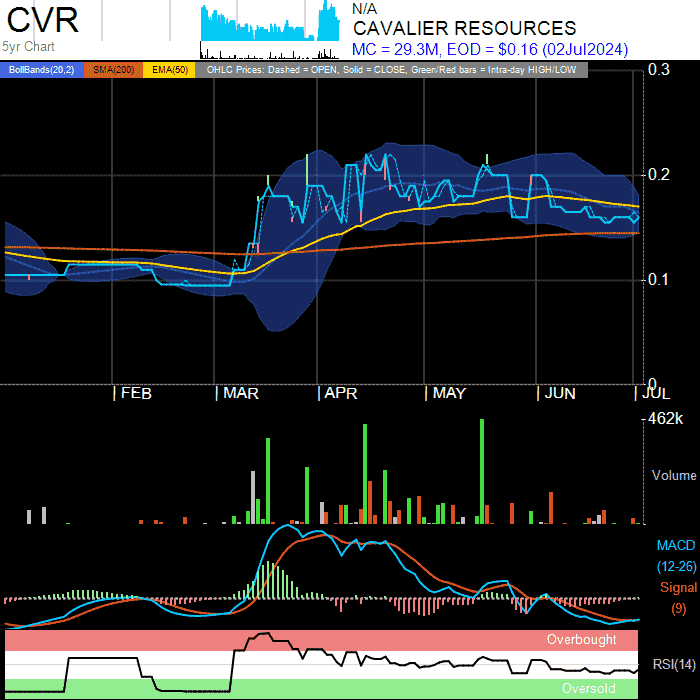 CVR
5yr Chart
N/A
CAVALIER RESOURCES
MC = 29.3M, EOD = $0.16 (02Jul2024)
BollBands(20,2) SMA(200) EMA(50) OHLC Prices: Dashed = OPEN, Solid = CLOSE, Green/Red bars = Intra-day HIGH/LOW
0.3
0.2
0.1
0
FEB MAR APR MAY JUN JUL
462k
Volume
MACD
(12-26)
Signal
(9)
Overbought
RSI(14)
Oversold